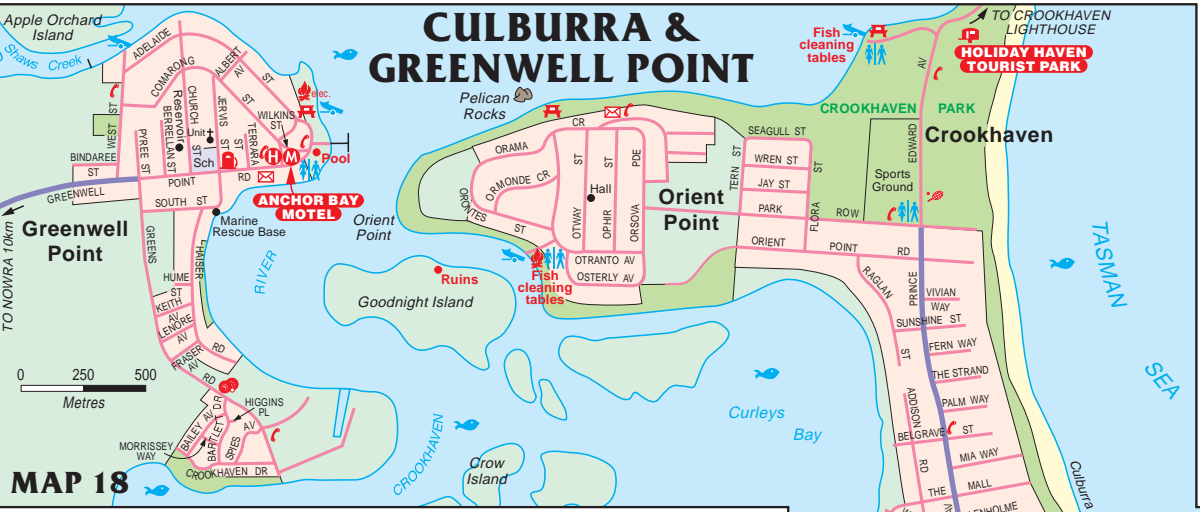 CULBURRA &
GREENWELL POINT
Apple Orchard
Island
Shaws Creek
ADELAIDE
ST
COMARONG
ST
ALBERT
AV
WEST ST
PYREE ST
BERRELLAN ST
Reservoir
CHURCH ST
JERVIS ST
TERRARA
Unit
Sch
WILKINS
ST
elec.
H
M
Pool
BINDAREE
ST
GREENWELL
POINT
RD
ANCHOR BAY
MOTEL
SOUTH ST
Marine
Rescue Base
Greenwell
Point
TO NOWRA 10km
GREENS
RD
HAISER
RD
HUME
ST
KEITH
AV
LENORE
AV
FRASER
AV
0 250 500
Metres
HIGGINS
PL
BAILEY AV
BARTLETT DR
SPIES AV
MORRISSEY
WAY
CROOKHAVEN DR
MAP 18
CROOKHAVEN
RIVER
Pelican
Rocks
Orient
Point
ORAMA
CR
ORMONDE CR
ORONTES
ST
OTWAY
ST
OPHIR
ST
ORSOVA
PDE
Hall
OTRANTO AV
OSTERLY AV
Fish
cleaning
tables
Goodnight Island
Ruins
Orient
Point
Crow
Island
Curleys
Bay
SEAGULL ST
WREN ST
JAY ST
TERN ST
FLORA
ST
PARK
ROW
ORIENT
POINT
RD
Fish
cleaning
tables
TO CROOKHAVEN
LIGHTHOUSE
HOLIDAY HAVEN
TOURIST PARK
CROOKHAVEN PARK
Crookhaven
EDWARD
AV
Sports
Ground
RAGLAN
ST
PRINCE
VIVIAN
WAY
SUNSHINE ST
FERN WAY
THE STRAND
PALM WAY
ADDISON
RD
BELGRAVE ST
MIA WAY
THE MALL
TASMAN
SEA
Culburra